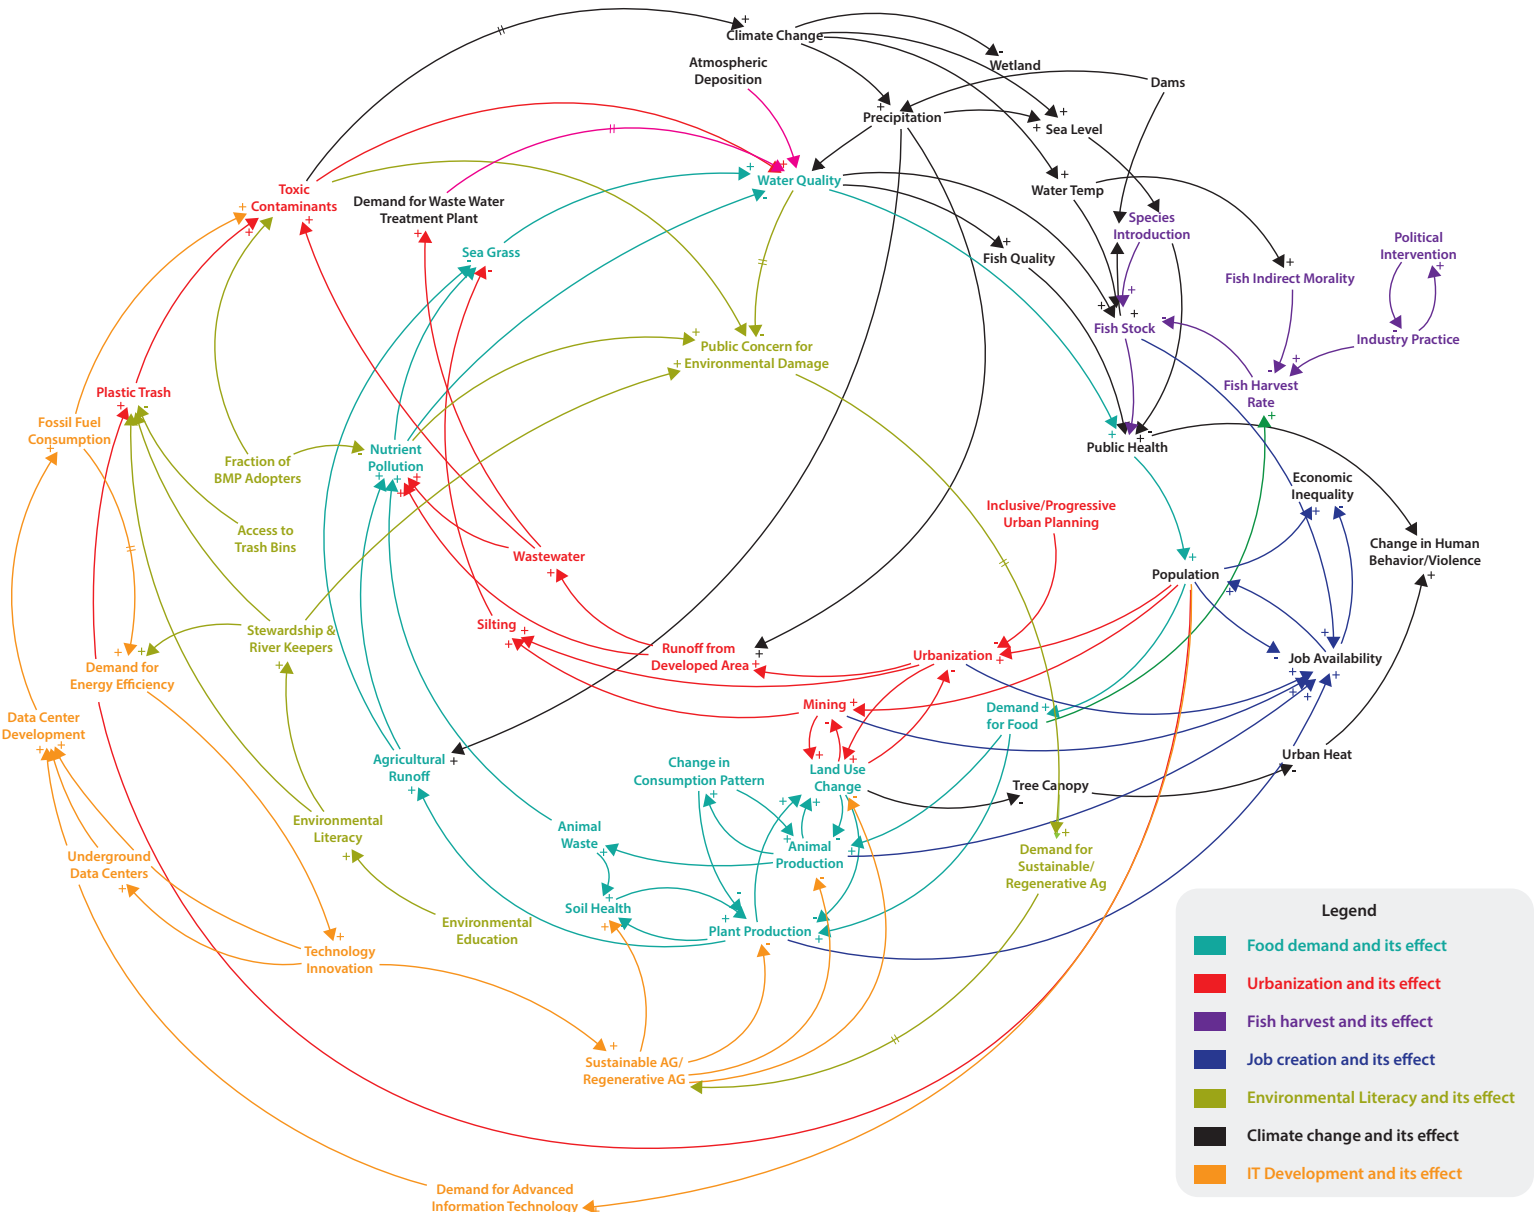 Climate Change
Atmospheric
Deposition
Wetland
Dams
Precipitation
Sea Level
Water Quality
Water Temp
Toxic
Contaminants
Demand for Waste Water
Treatment Plant
Species
Introduction
Sea Grass
Fish Quality
Political
Intervention
Fish Indirect Morality
Fish Stock
Industry Practice
Public Concern for
Environmental Damage
Fish Harvest
Rate
Plastic Trash
Fossil Fuel
Consumption
Public Health
Nutrient
Pollution
Fraction of
BMP Adopters
Economic
Inequality
Inclusive/Progressive
Urban Planning
Access to
Trash Bins
Change in Human
Behavior/Violence
Wastewater
Population
Silting
Stewardship &
River Keepers
Runoff from
Developed Area
Urbanization
Job Availability
Demand for
Energy Efficiency
Mining
Demand
for Food
Data Center
Development
Agricultural
Runoff
Change in
Consumption Pattern
Land Use
Change
Urban Heat
Tree Canopy
Environmental
Literacy
Animal
Waste
Animal
Production
Demand for
Sustainable/
Regenerative Ag
Underground
Data Centers
Soil Health
Environmental
Education
Plant Production
Technology
Innovation
Sustainable AG/
Regenerative AG
Demand for Advanced
Information Technology
Legend
Food demand and its effect
Urbanization and its effect
Fish harvest and its effect
Job creation and its effect
Environmental Literacy and its effect
Climate change and its effect
IT Development and its effect